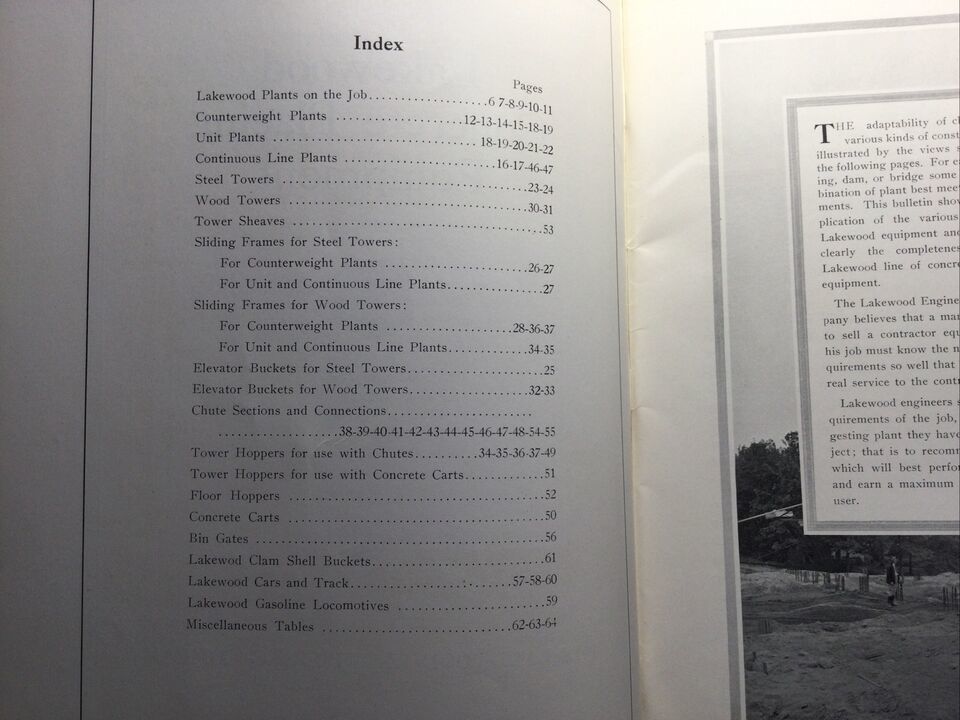 Index
Pages
Lakewood Plants on the Job..................6 7-8-9-10-11
Counterweight Plants ....................12-13-14-15-18-19
Unit Plants ................................18-19-20-21-22
Continuous Line Plants ........................16-17-46-47
Steel Towers ......................................23-24
Wood Towers .....................................30-31
Tower Sheaves ........................................53
Sliding Frames for Steel Towers:
For Counterweight Plants ......................26-27
For Unit and Continuous Line Plants...............27
Sliding Frames for Wood Towers:
For Counterweight Plants ....................28-36-37
For Unit and Continuous Line Plants............34-35
Elevator Buckets for Steel Towers.....................25
Elevator Buckets for Wood Towers...................32-33
Chute Sections and Connections.......................
...................38-39-40-41-42-43-44-45-46-47-48-54-55
Tower Hoppers for use with Chutes..........34-35-36-37-49
Tower Hoppers for use with Concrete Carts............51
Floor Hoppers ........................................52
Concrete Carts ........................................50
Bin Gates .............................................56
Lakewod Clam Shell Buckets...........................61
Lakewood Cars and Track.........................57-58-60
Lakewood Gasoline Locomotives .......................59
Miscellaneous Tables ..............................62-63-64
THE adaptability of
various kinds of const
illustrated by the views
the following pages. For
ing, dam, or bridge some
bination of plant best mee
ments. This bulletin show
plication of the various
Lakewood equipment and
clearly the completenes
Lakewood line of concre
equipment.
The Lakewood Engine
pany believes that a ma
to sell a contractor equ
his job must know the n
quirements so well that
real service to the contr
Lakewood engineers s
quirements of the job,
gesting plant they have
ject; that is to recomm
which will best perfor
and earn a maximum
user.